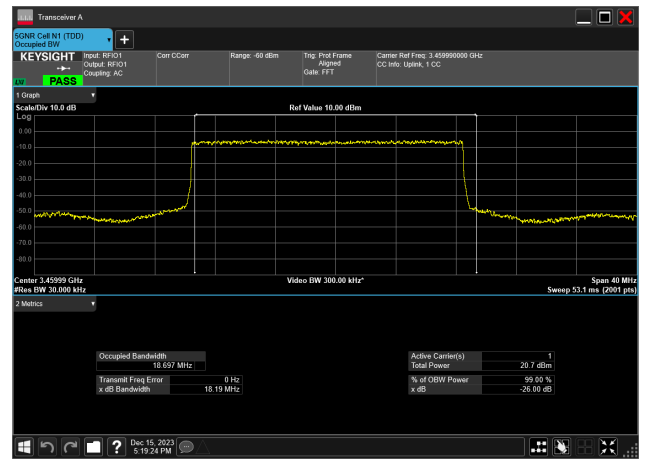 Transceiver A
5GNR Cell N1 (TDD)
Occupied BW
KEYSIGHT
Input: RFIO1
Output: RFIO1
Coupling: AC
Corr CCorr
Range: -60 dBm
Trig: Prot Frame
Aligned
Gate: FFT
Carrier Ref Freq: 3.459990000 GHz
CC Info: Uplink, 1 CC
PASS
1 Graph
Scale/Div 10.0 dB
Ref Value 10.00 dBm
Log
0.00
-10.0
-20.0
-30.0
-40.0
-50.0
-60.0
-70.0
-80.0
Center 3.45999 GHz
Video BW 300.00 kHz*
Span 40 MHz
#Res BW 30.000 kHz
Sweep 53.1 ms (2001 pts)
2 Metrics
Occupied Bandwidth
18.697 MHz
Active Carrier(s) 1
Total Power 20.7 dBm
Transmit Freq Error 0 Hz
x dB Bandwidth 18.19 MHz
% of OBW Power 99.00 %
x dB -26.00 dB
?
Dec 15, 2023
5:19:24 PM